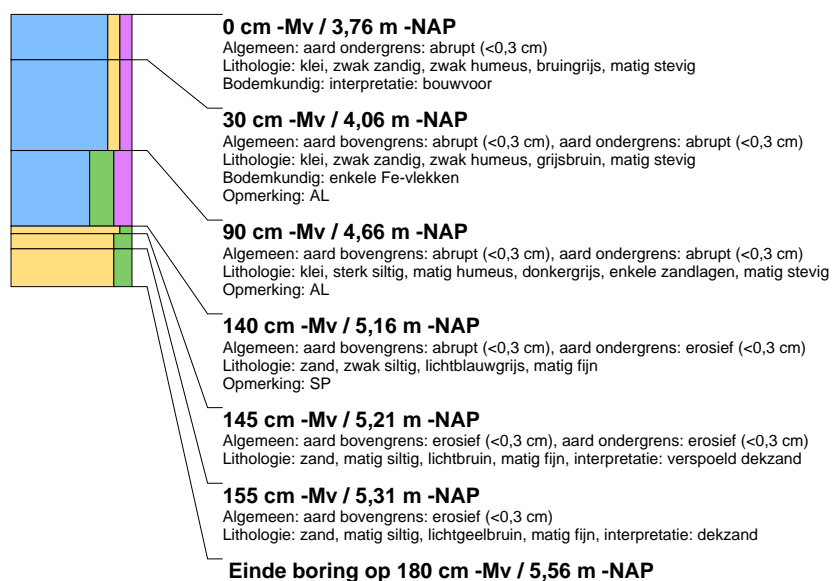 0 cm -Mv / 3,76 m -NAP
Algemeen: aard ondergrens: abrupt (<0,3 cm)
Lithologie: klei, zwak zandig, zwak humeus, bruingrijs, matig stevig
Bodemkundig: interpretatie: bouwvoor
30 cm -Mv / 4,06 m -NAP
Algemeen: aard bovengrens: abrupt (<0,3 cm), aard ondergrens: abrupt (<0,3 cm)
Lithologie: klei, zwak zandig, zwak humeus, grijsbruin, matig stevig
Bodemkundig: enkele Fe-vlekken
Opmerking: AL
90 cm -Mv / 4,66 m -NAP
Algemeen: aard bovengrens: abrupt (<0,3 cm), aard ondergrens: abrupt (<0,3 cm)
Lithologie: klei, sterk siltig, matig humeus, donkergrijs, enkele zandlagen, matig stevig
Opmerking: AL
140 cm -Mv / 5,16 m -NAP
Algemeen: aard bovengrens: abrupt (<0,3 cm), aard ondergrens: erosief (<0,3 cm)
Lithologie: zand, zwak siltig, lichtblauwgrijs, matig fijn
Opmerking: SP
145 cm -Mv / 5,21 m -NAP
Algemeen: aard bovengrens: erosief (<0,3 cm), aard ondergrens: erosief (<0,3 cm)
Lithologie: zand, matig siltig, lichtbruin, matig fijn, interpretatie: verspoeld dekzand
155 cm -Mv / 5,31 m -NAP
Algemeen: aard bovengrens: erosief (<0,3 cm)
Lithologie: zand, matig siltig, lichtgeelbruin, matig fijn, interpretatie: dekzand
Einde boring op 180 cm -Mv / 5,56 m -NAP